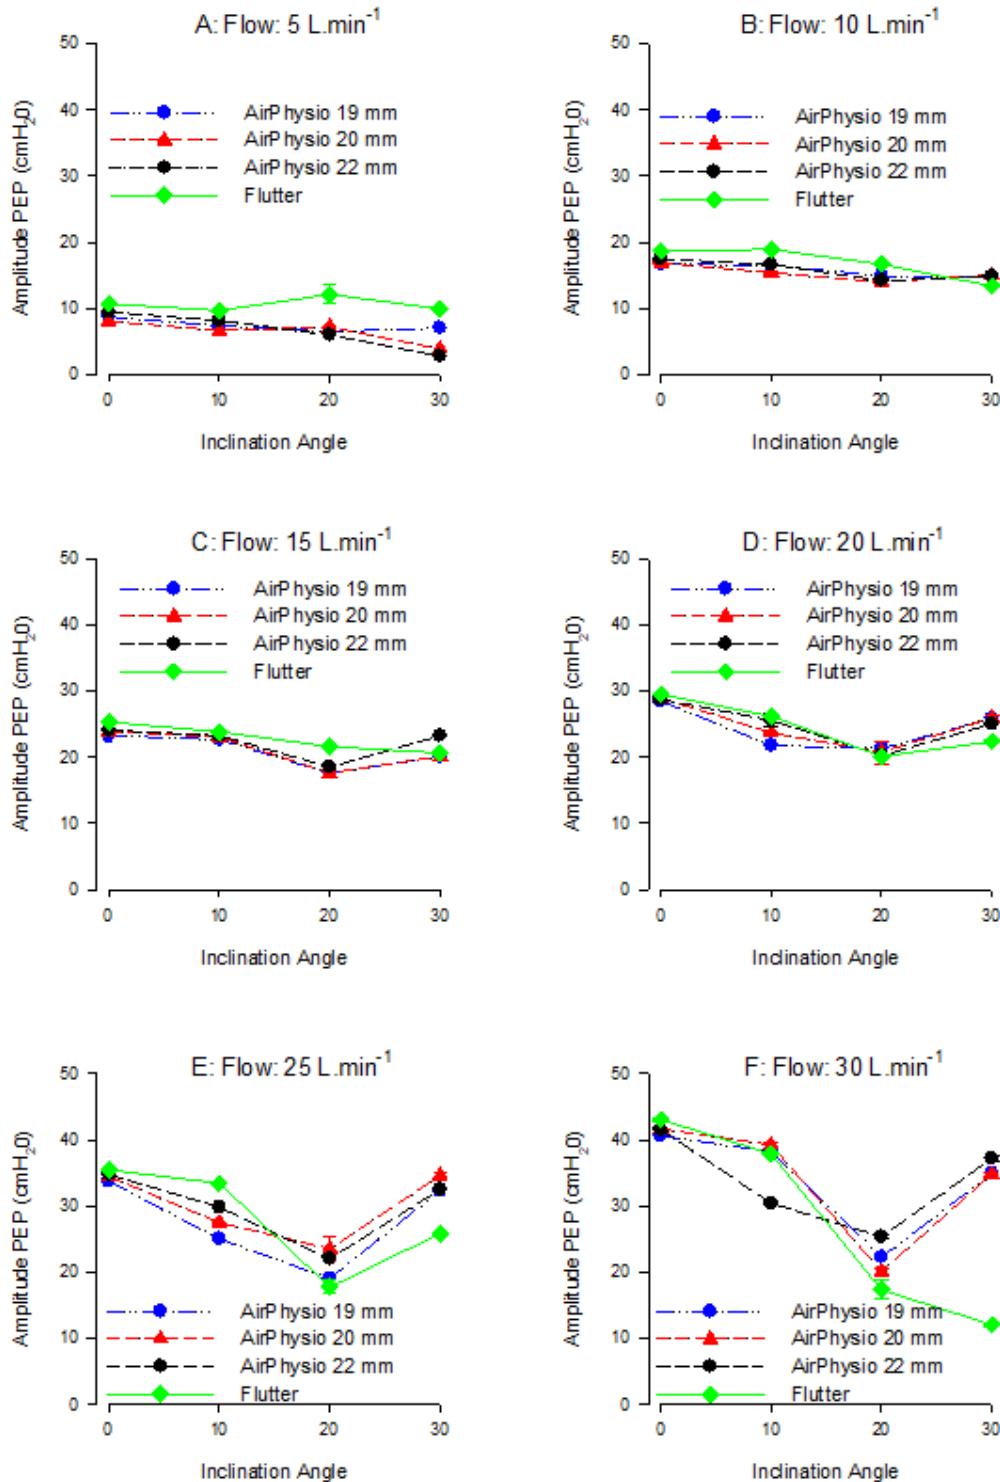 A: Flow: 5 L.min⁻¹
50
40
30
20
10
0
Amplitude PEP (cmH₂0)
AirPhysio 19 mm
AirPhysio 20 mm
AirPhysio 22 mm
Flutter
0 10 20 30
Inclination Angle
B: Flow: 10 L.min⁻¹
50
40
30
20
10
0
Amplitude PEP (cmH₂0)
AirPhysio 19 mm
AirPhysio 20 mm
AirPhysio 22 mm
Flutter
0 10 20 30
Inclination Angle
C: Flow: 15 L.min⁻¹
50
40
30
20
10
0
Amplitude PEP (cmH₂0)
AirPhysio 19 mm
AirPhysio 20 mm
AirPhysio 22 mm
Flutter
0 10 20 30
Inclination Angle
D: Flow: 20 L.min⁻¹
50
40
30
20
10
0
Amplitude PEP (cmH₂0)
AirPhysio 19 mm
AirPhysio 20 mm
AirPhysio 22 mm
Flutter
0 10 20 30
Inclination Angle
E: Flow: 25 L.min⁻¹
50
40
30
20
10
0
Amplitude PEP (cmH₂0)
AirPhysio 19 mm
AirPhysio 20 mm
AirPhysio 22 mm
Flutter
0 10 20 30
Inclination Angle
F: Flow: 30 L.min⁻¹
50
40
30
20
10
0
Amplitude PEP (cmH₂0)
AirPhysio 19 mm
AirPhysio 20 mm
AirPhysio 22 mm
Flutter
0 10 20 30
Inclination Angle